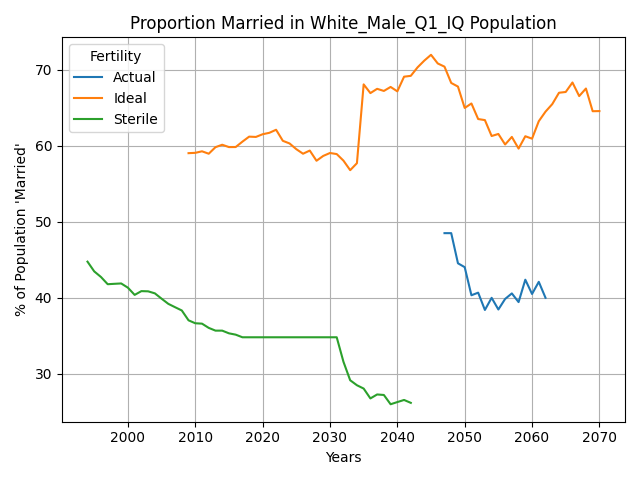 Proportion Married in White_Male_Q1_IQ Population
% of Population 'Married'
70
60
50
40
30
Fertility
Actual
Ideal
Sterile
2000 2010 2020 2030 2040 2050 2060 2070
Years